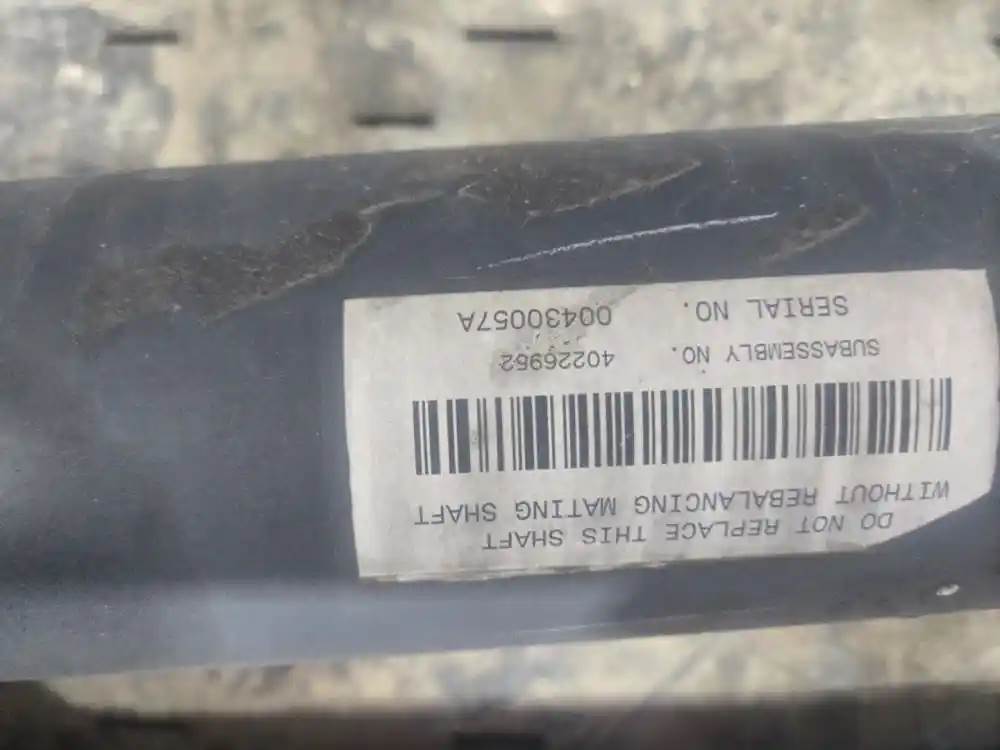 DO NOT REPLACE THIS SHAFT
WITHOUT REBALANCING MATING SHAFT
SUBASSEMBLY NO. 40226952
SERIAL NO. 00430057A